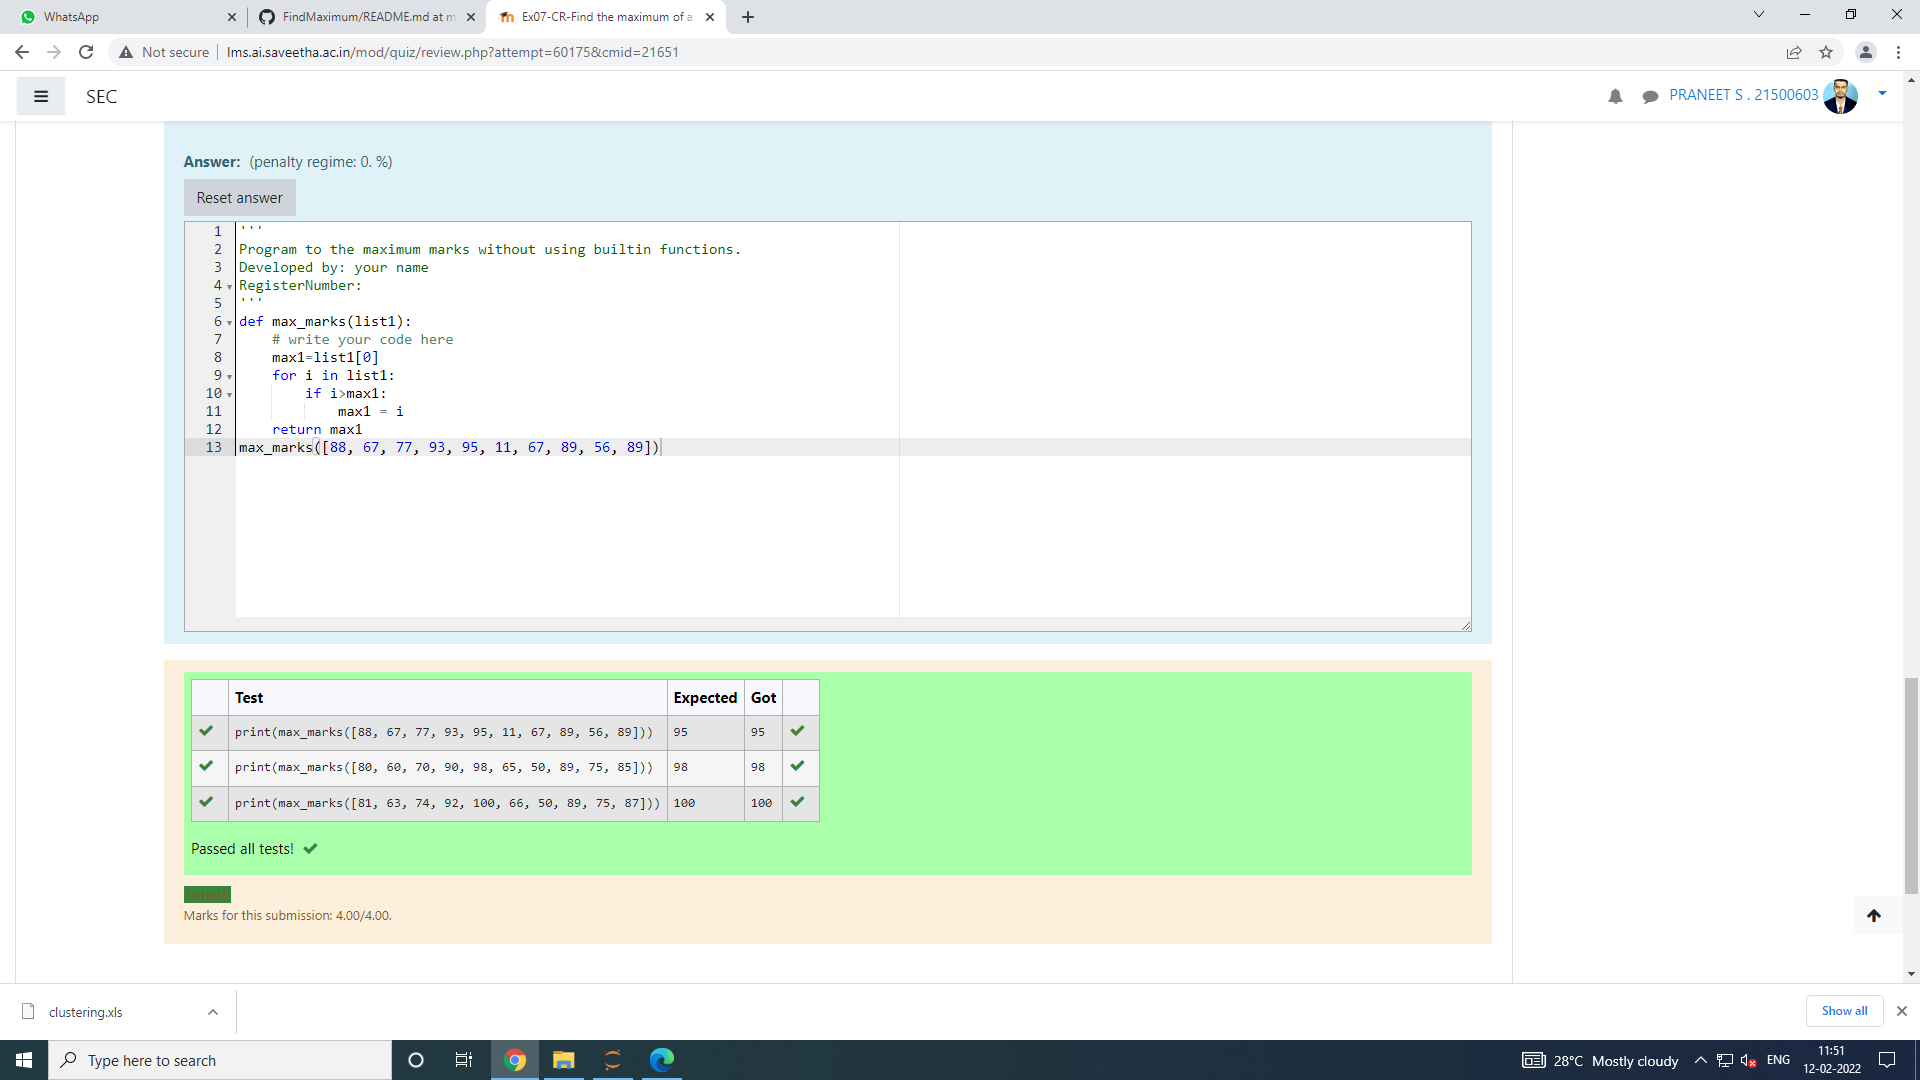 WhatsApp
FindMaximum/README.md at m
Ex07-CR-Find the maximum of a
Not secure
lms.ai.saveetha.ac.in/mod/quiz/review.php?attempt=60175&cmid=21651
SEC
PRANEET S . 21500603
Answer: (penalty regime: 0. %)
Reset answer
1 '''
2 Program to the maximum marks without using builtin functions.
3 Developed by: your name
4 RegisterNumber:
5 '''
6 def max_marks(list1):
7 # write your code here
8 max1=list1[0]
9 for i in list1:
10 if i>max1:
11 max1 = i
12 return max1
13 max_marks([88, 67, 77, 93, 95, 11, 67, 89, 56, 89])
Test Expected Got
print(max_marks([88, 67, 77, 93, 95, 11, 67, 89, 56, 89])) 95 95
print(max_marks([80, 60, 70, 90, 98, 65, 50, 89, 75, 85])) 98 98
print(max_marks([81, 63, 74, 92, 100, 66, 50, 89, 75, 87])) 100 100
Passed all tests!
Correct
Marks for this submission: 4.00/4.00.
clustering.xls
Show all
Type here to search
28°C Mostly cloudy
ENG
11:51
12-02-2022